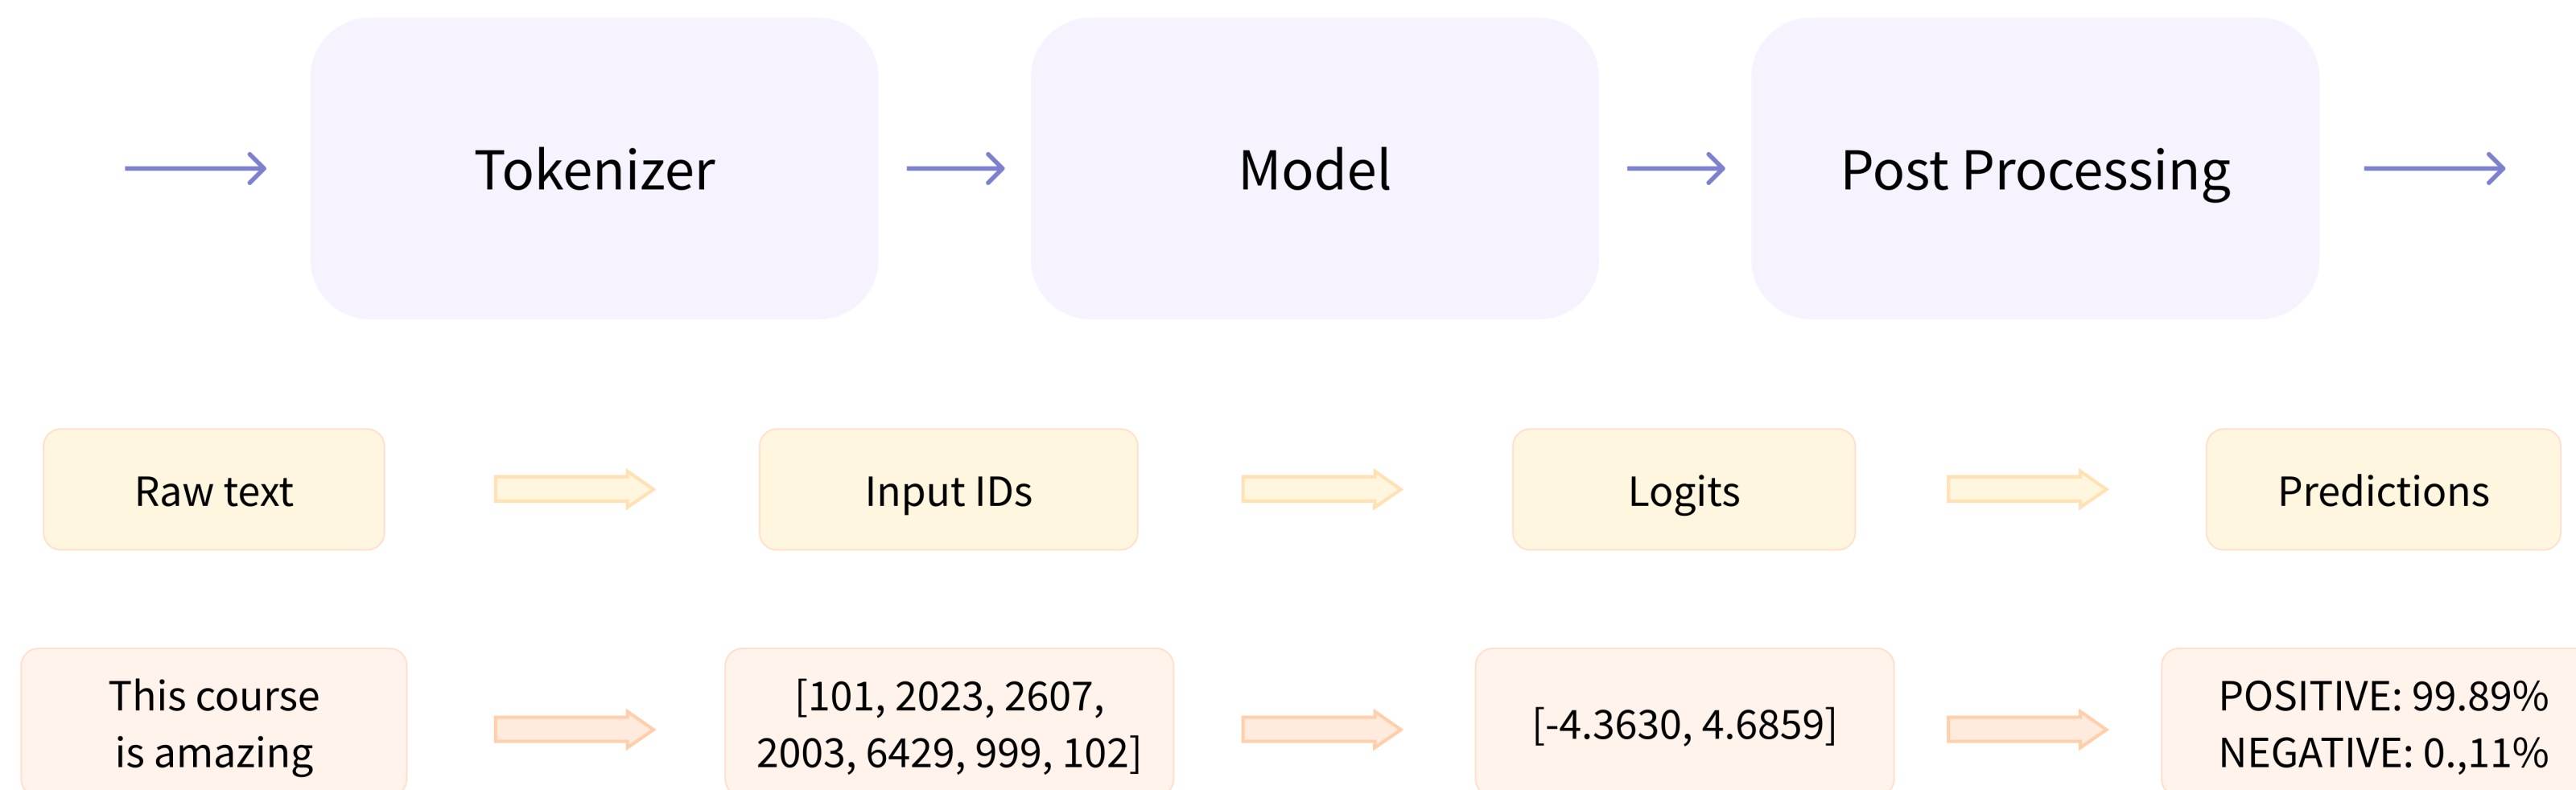 Tokenizer
Model
Post Processing
Raw text
Input IDs
Logits
Predictions
This course
is amazing
[101, 2023, 2607,
2003, 6429, 999, 102]
[-4.3630, 4.6859]
POSITIVE: 99.89%
NEGATIVE: 0.,11%